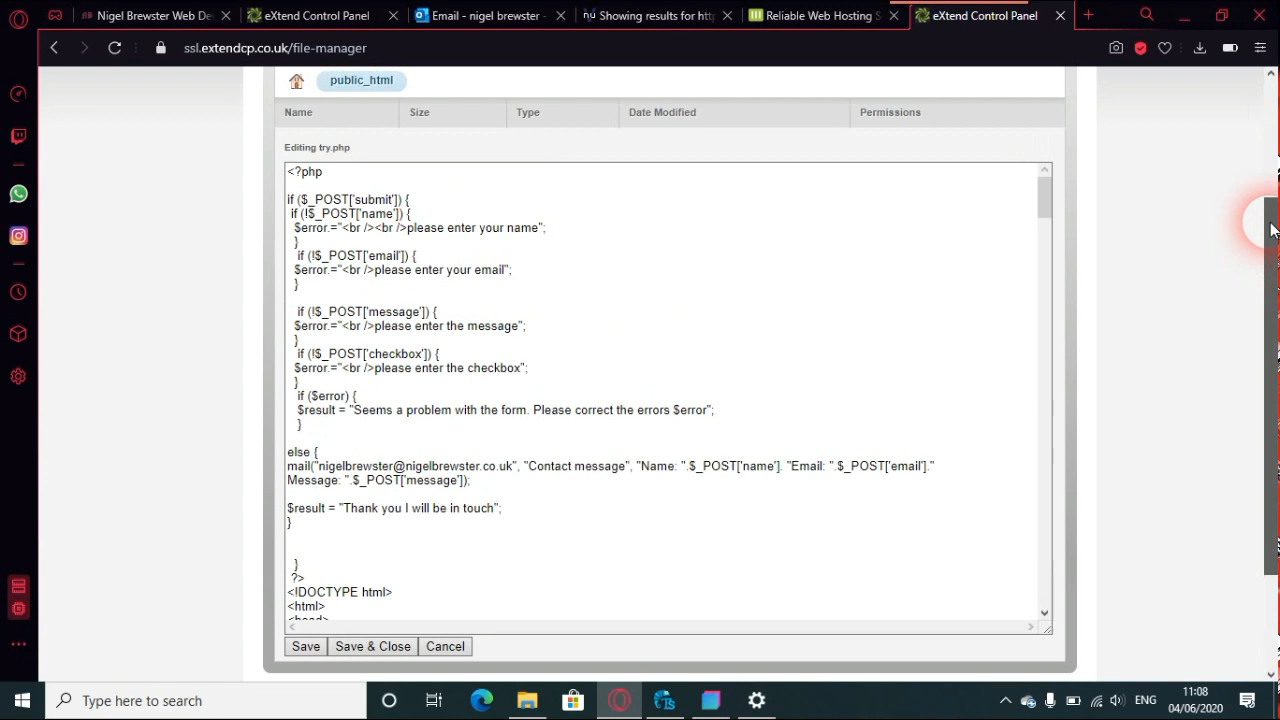 Nigel Brewster Web De
eXtend Control Panel
Email - nigel brewster -
Showing results for http
Reliable Web Hosting S
eXtend Control Panel
ssl.extendcp.co.uk/file-manager
public_html
Name Size Type Date Modified Permissions
Editing try.php
<?php
if ($_POST['submit']) {
if (!$_POST['name']) {
$error.="<br /><br />please enter your name";
}
if (!$_POST['email']) {
$error.="<br />please enter your email";
}
if (!$_POST['message']) {
$error.="<br />please enter the message";
}
if (!$_POST['checkbox']) {
$error.="<br />please enter the checkbox";
}
if ($error) {
$result = "Seems a problem with the form. Please correct the errors $error";
}
else {
mail("nigelbrewster@nigelbrewster.co.uk", "Contact message", "Name: ".$_POST['name']. "Email: ".$_POST['email']."
Message: ".$_POST['message']);
$result = "Thank you I will be in touch";
}
}
?>
<!DOCTYPE html>
<html>
<head>
Save Save & Close Cancel
Type here to search
ENG
11:08
04/06/2020